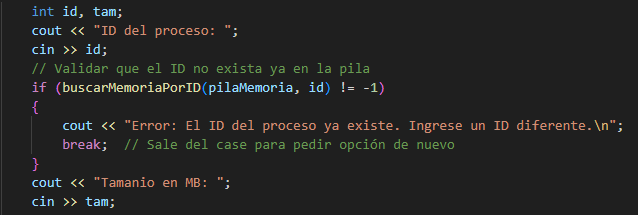 int id, tam;
cout << "ID del proceso: ";
cin >> id;
// Validar que el ID no exista ya en la pila
if (buscarMemoriaPorID(pilaMemoria, id) != -1)
{
    cout << "Error: El ID del proceso ya existe. Ingrese un ID diferente.\n";
    break;  // Sale del case para pedir opción de nuevo
}
cout << "Tamanio en MB: ";
cin >> tam;